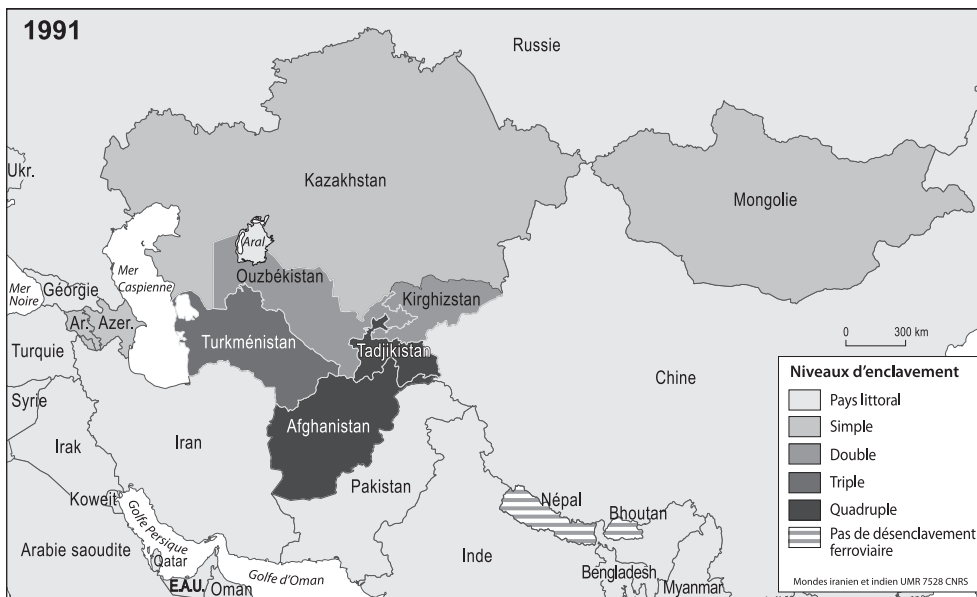 1991
Russie
Ukr.
Kazakhstan
Mongolie
Aral
Mer
Caspienne
Ouzbékistan
Mer
Noire
Géorgie
Kirghizstan
Ar.
Azer.
0
300 km
Turquie
Turkménistan
Tadjikistan
Chine
Syrie
Afghanistan
Irak
Iran
Pakistan
Koweit
Golfe Persique
Népal
Bhoutan
Arabie saoudite
Qatar
Inde
Golfe d'Oman
Bengladesh
É.A.U.
Oman
Myanmar
Niveaux d'enclavement
Pays littoral
Simple
Double
Triple
Quadruple
Pas de désenclavement
ferroviaire
Mondes iranien et indien UMR 7528 CNRS